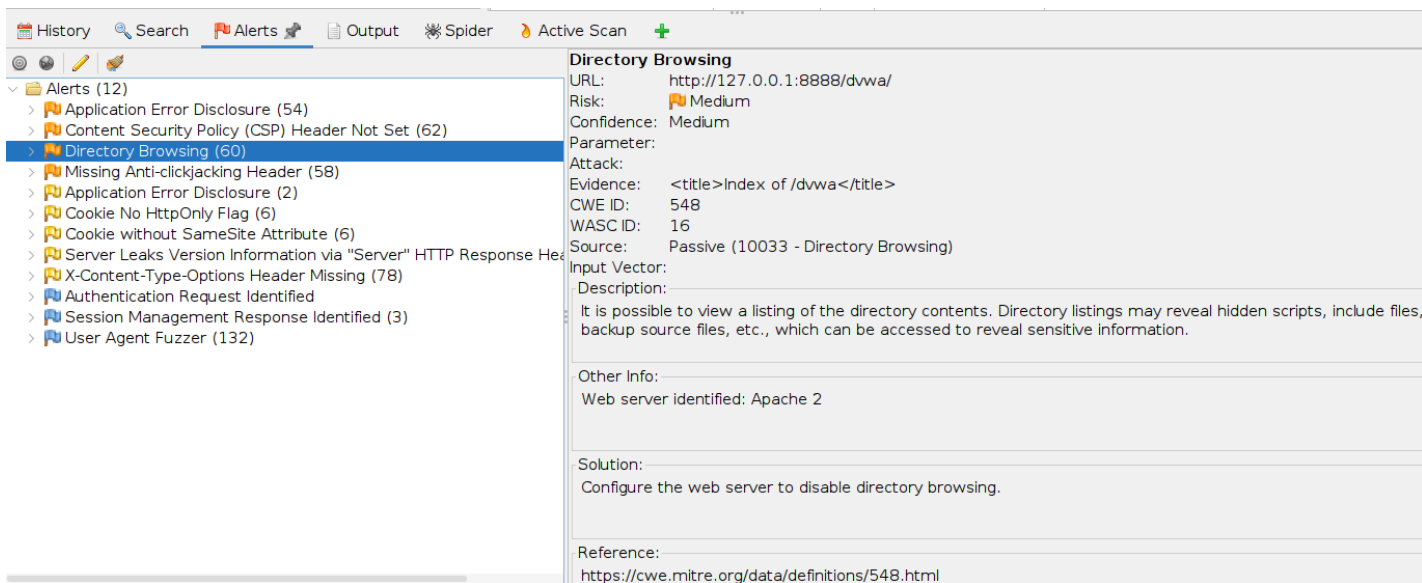 History Search Alerts Output Spider Active Scan
Alerts (12)
Application Error Disclosure (54)
Content Security Policy (CSP) Header Not Set (62)
Directory Browsing (60)
Missing Anti-clickjacking Header (58)
Application Error Disclosure (2)
Cookie No HttpOnly Flag (6)
Cookie without SameSite Attribute (6)
Server Leaks Version Information via "Server" HTTP Response Hea
X-Content-Type-Options Header Missing (78)
Authentication Request Identified
Session Management Response Identified (3)
User Agent Fuzzer (132)
Directory Browsing
URL: http://127.0.0.1:8888/dvwa/
Risk: Medium
Confidence: Medium
Parameter:
Attack:
Evidence: <title>Index of /dvwa</title>
CWE ID: 548
WASC ID: 16
Source: Passive (10033 - Directory Browsing)
Input Vector:
Description:
It is possible to view a listing of the directory contents. Directory listings may reveal hidden scripts, include files,
backup source files, etc., which can be accessed to reveal sensitive information.
Other Info:
Web server identified: Apache 2
Solution:
Configure the web server to disable directory browsing.
Reference:
https://cwe.mitre.org/data/definitions/548.html